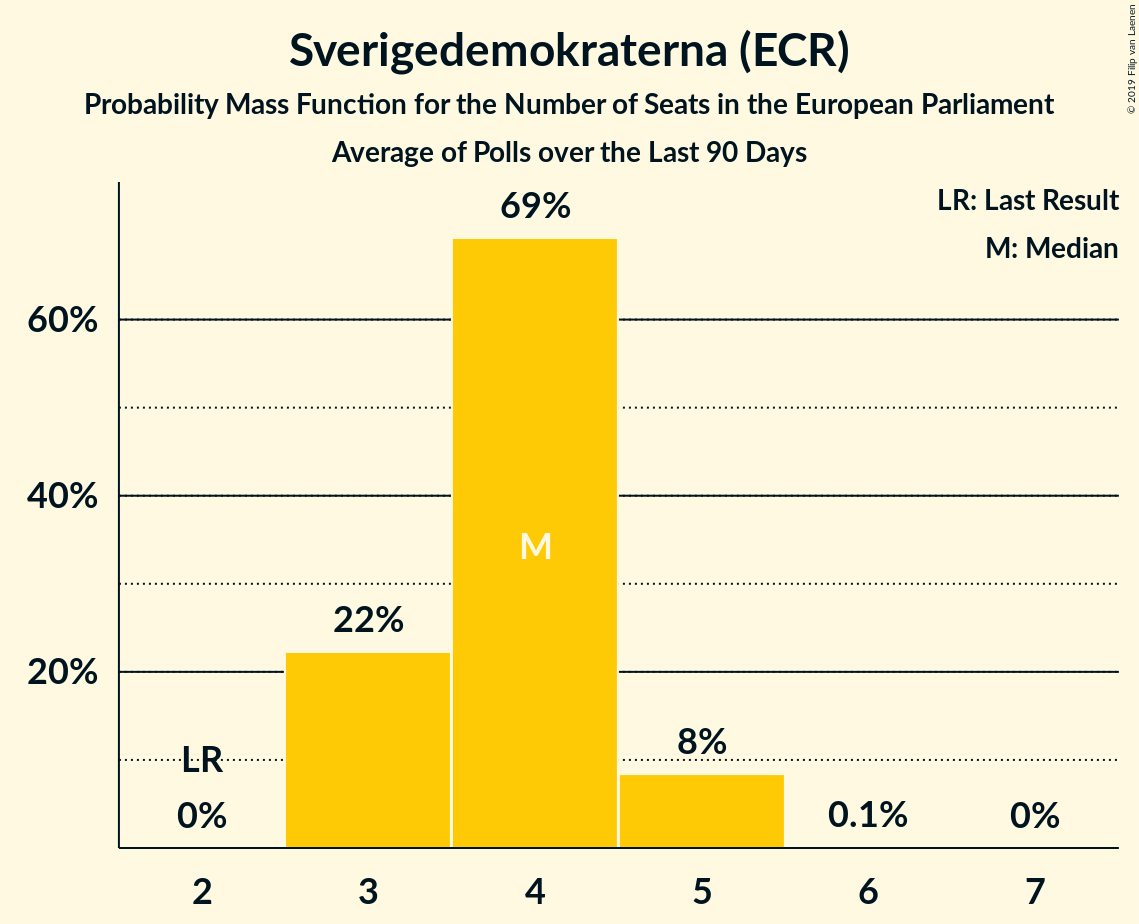 Sverigedemokraterna (ECR)
Probability Mass Function for the Number of Seats in the European Parliament
Average of Polls over the Last 90 Days
© 2019 Filip van Laenen
LR: Last Result
M: Median
69%
60%
40%
M
22%
20%
8%
LR
0%
0.1%
0%
2 3 4 5 6 7